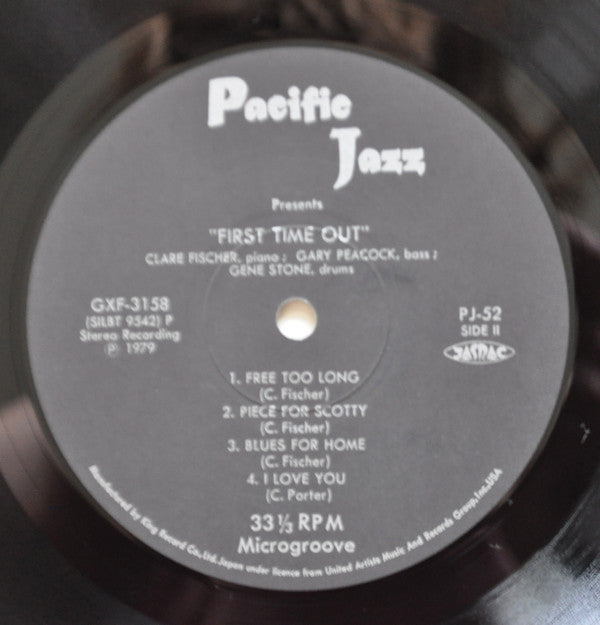 Pacific
Jazz
Presents
"FIRST TIME OUT"
CLARE FISCHER, piano ; GARY PEACOCK, bass ;
GENE STONE, drums
GXF-3158
(SILBT 9542) P
Stereo Recording
Ⓟ 1979
PJ-52
SIDE II
JASRAC
1. FREE TOO LONG
(C. Fischer)
2. PIECE FOR SCOTTY
(C. Fischer)
3. BLUES FOR HOME
(C. Fischer)
4. I LOVE YOU
(C. Porter)
33⅓ RPM
Microgroove
Manufactured by King Record Co., Ltd. Japan under licence from United Artists Music And Records Group, Inc., USA